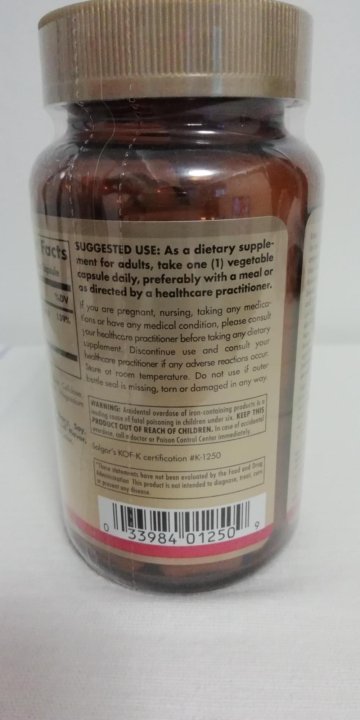 Facts
%DV
SUGGESTED USE: As a dietary supple-
ment for adults, take one (1) vegetable
capsule daily, preferably with a meal or
as directed by a healthcare practitioner.
If you are pregnant, nursing, taking any medica-
tions or have any medical condition, please consult
your healthcare practitioner before taking any dietary
supplement. Discontinue use and consult your
healthcare practitioner if any adverse reactions occur.
Store at room temperature. Do not use if outer
bottle seal is missing, torn or damaged in any way.
WARNING: Accidental overdose of iron-containing products is a
leading cause of fatal poisoning in children under six. KEEP THIS
PRODUCT OUT OF REACH OF CHILDREN. In case of accidental
overdose, call a doctor or Poison Control Center immediately.
Solgar's KOF-K certification #K-1250
*These statements have not been evaluated by the Food and Drug
Administration. This product is not intended to diagnose, treat, cure
or prevent any disease.
0 33984 01250 9